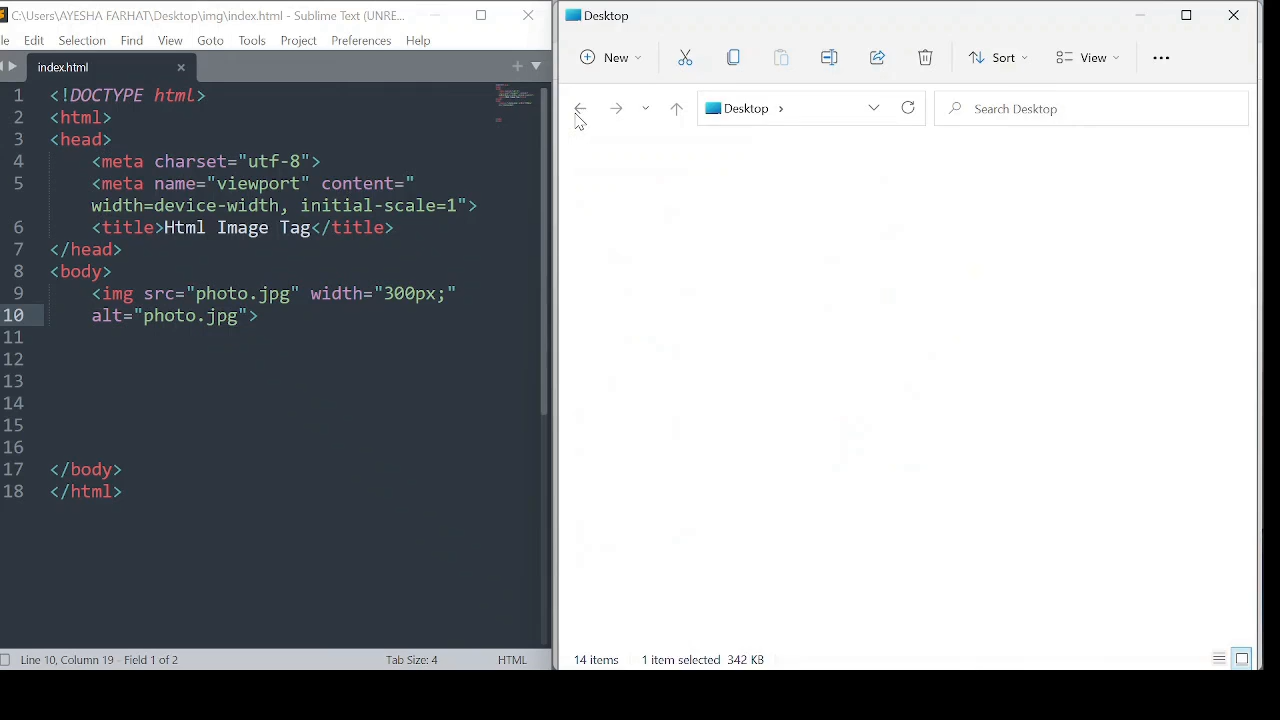 C:\Users\AYESHA FARHAT\Desktop\img\index.html - Sublime Text (UNRE...
Edit Selection Find View Goto Tools Project Preferences Help
index.html
1 <!DOCTYPE html>
2 <html>
3 <head>
4 <meta charset="utf-8">
5 <meta name="viewport" content="
width=device-width, initial-scale=1">
6 <title>Html Image Tag</title>
7 </head>
8 <body>
9 <img src="photo.jpg" width="300px;"
10 alt="photo.jpg">
11
12
13
14
15
16
17 </body>
18 </html>
Line 10, Column 19 - Field 1 of 2 Tab Size: 4 HTML
Desktop
New Sort View
Desktop Search Desktop
14 items 1 item selected 342 KB